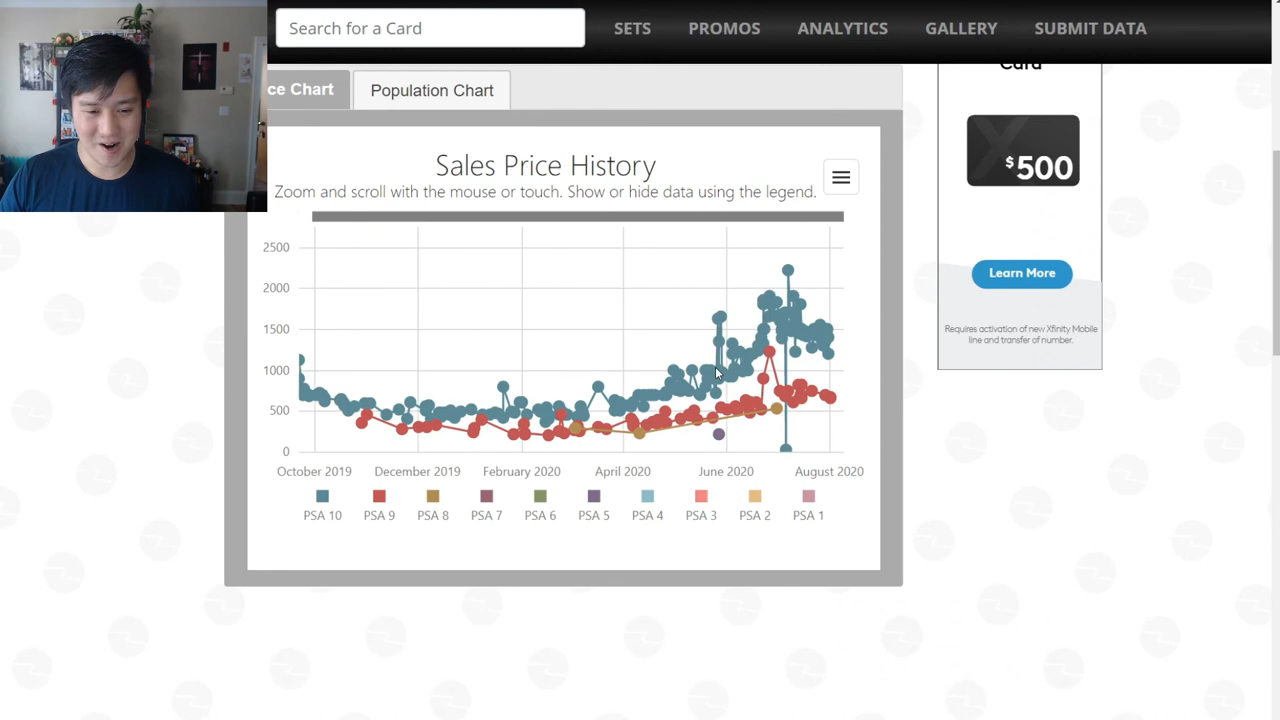 Search for a Card
SETS
PROMOS
ANALYTICS
GALLERY
SUBMIT DATA
ce Chart
Population Chart
Card
$500
Learn More
Requires activation of new Xfinity Mobile
line and transfer of number.
Sales Price History
Zoom and scroll with the mouse or touch. Show or hide data using the legend.
2500
2000
1500
1000
500
0
October 2019
December 2019
February 2020
April 2020
June 2020
August 2020
PSA 10
PSA 9
PSA 8
PSA 7
PSA 6
PSA 5
PSA 4
PSA 3
PSA 2
PSA 1